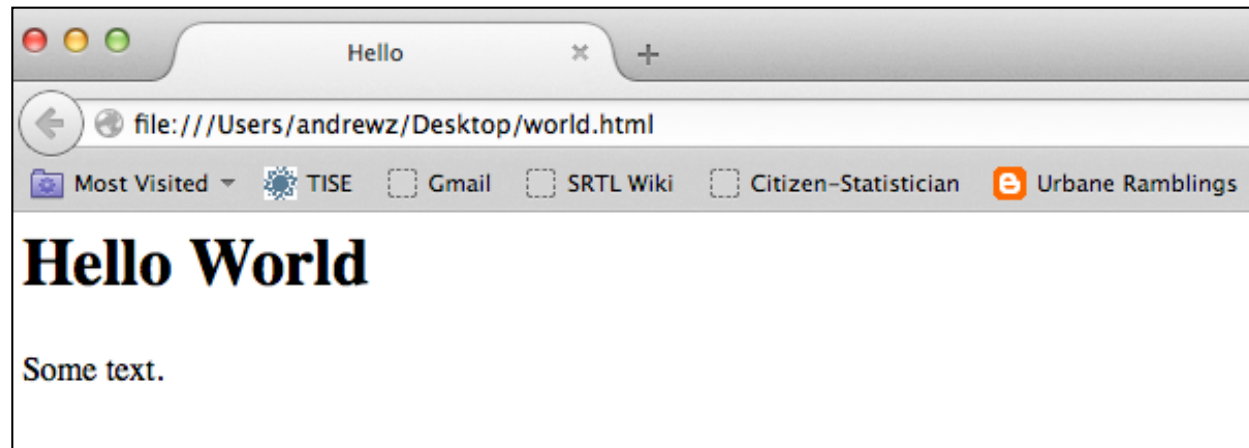 Hello
file:///Users/andrewz/Desktop/world.html
Most Visited TISE Gmail SRTL Wiki Citizen-Statistician Urbane Ramblings
Hello World
Some text.